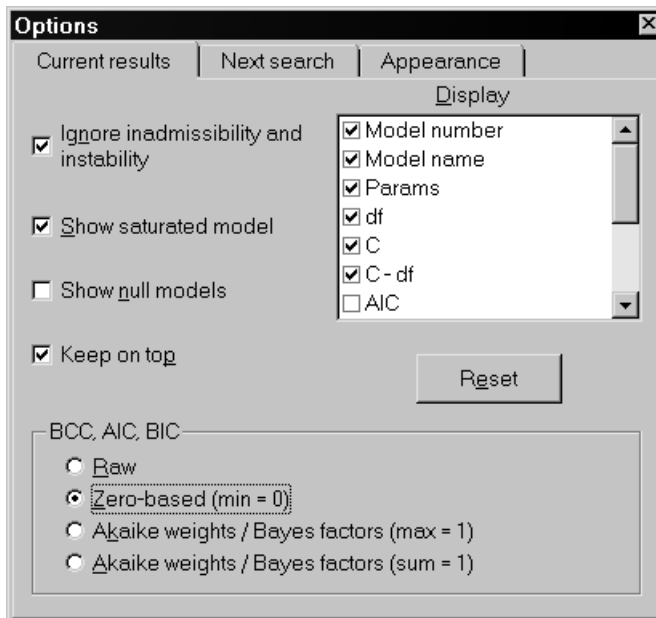 Options
Current results
Next search
Appearance
Display
Ignore inadmissibility and
instability
Show saturated model
Show null models
Keep on top
Model number
Model name
Params
df
C
C - df
AIC
Reset
BCC, AIC, BIC
Raw
Zero-based (min = 0)
Akaike weights / Bayes factors (max = 1)
Akaike weights / Bayes factors (sum = 1)